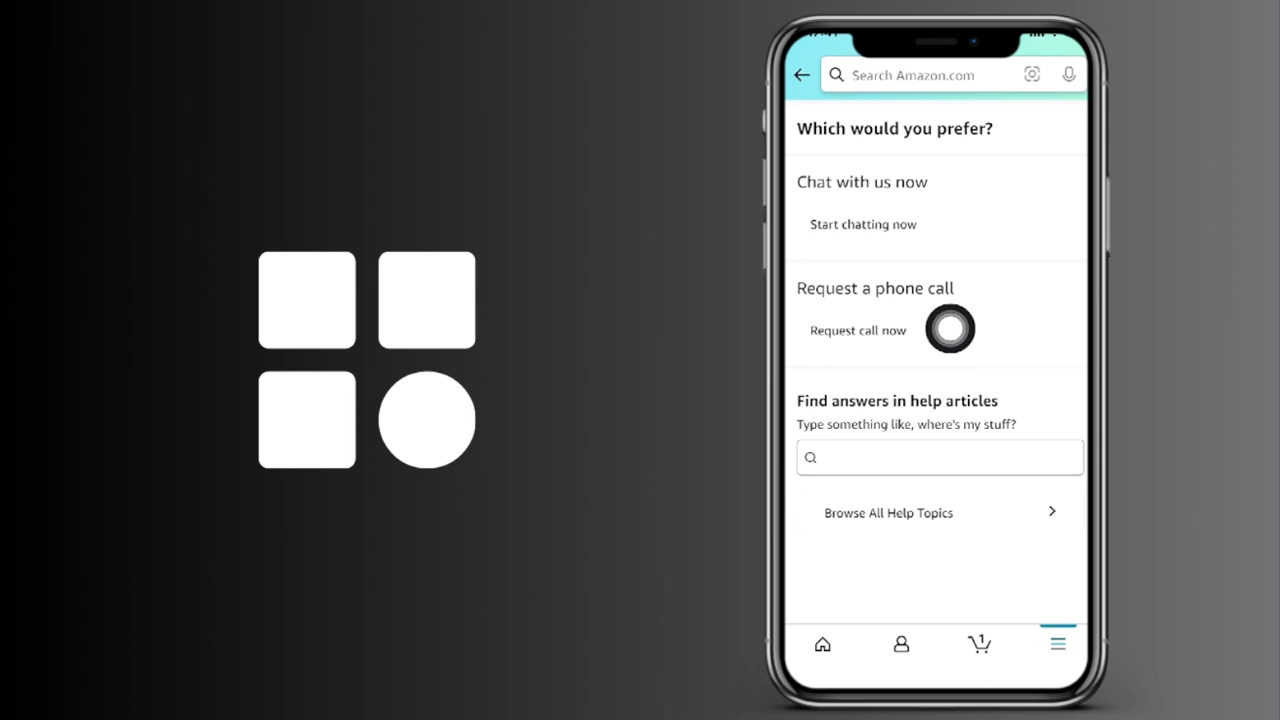 Search Amazon.com
Which would you prefer?
Chat with us now
Start chatting now
Request a phone call
Request call now
Find answers in help articles
Type something like, where's my stuff?
Browse All Help Topics
1